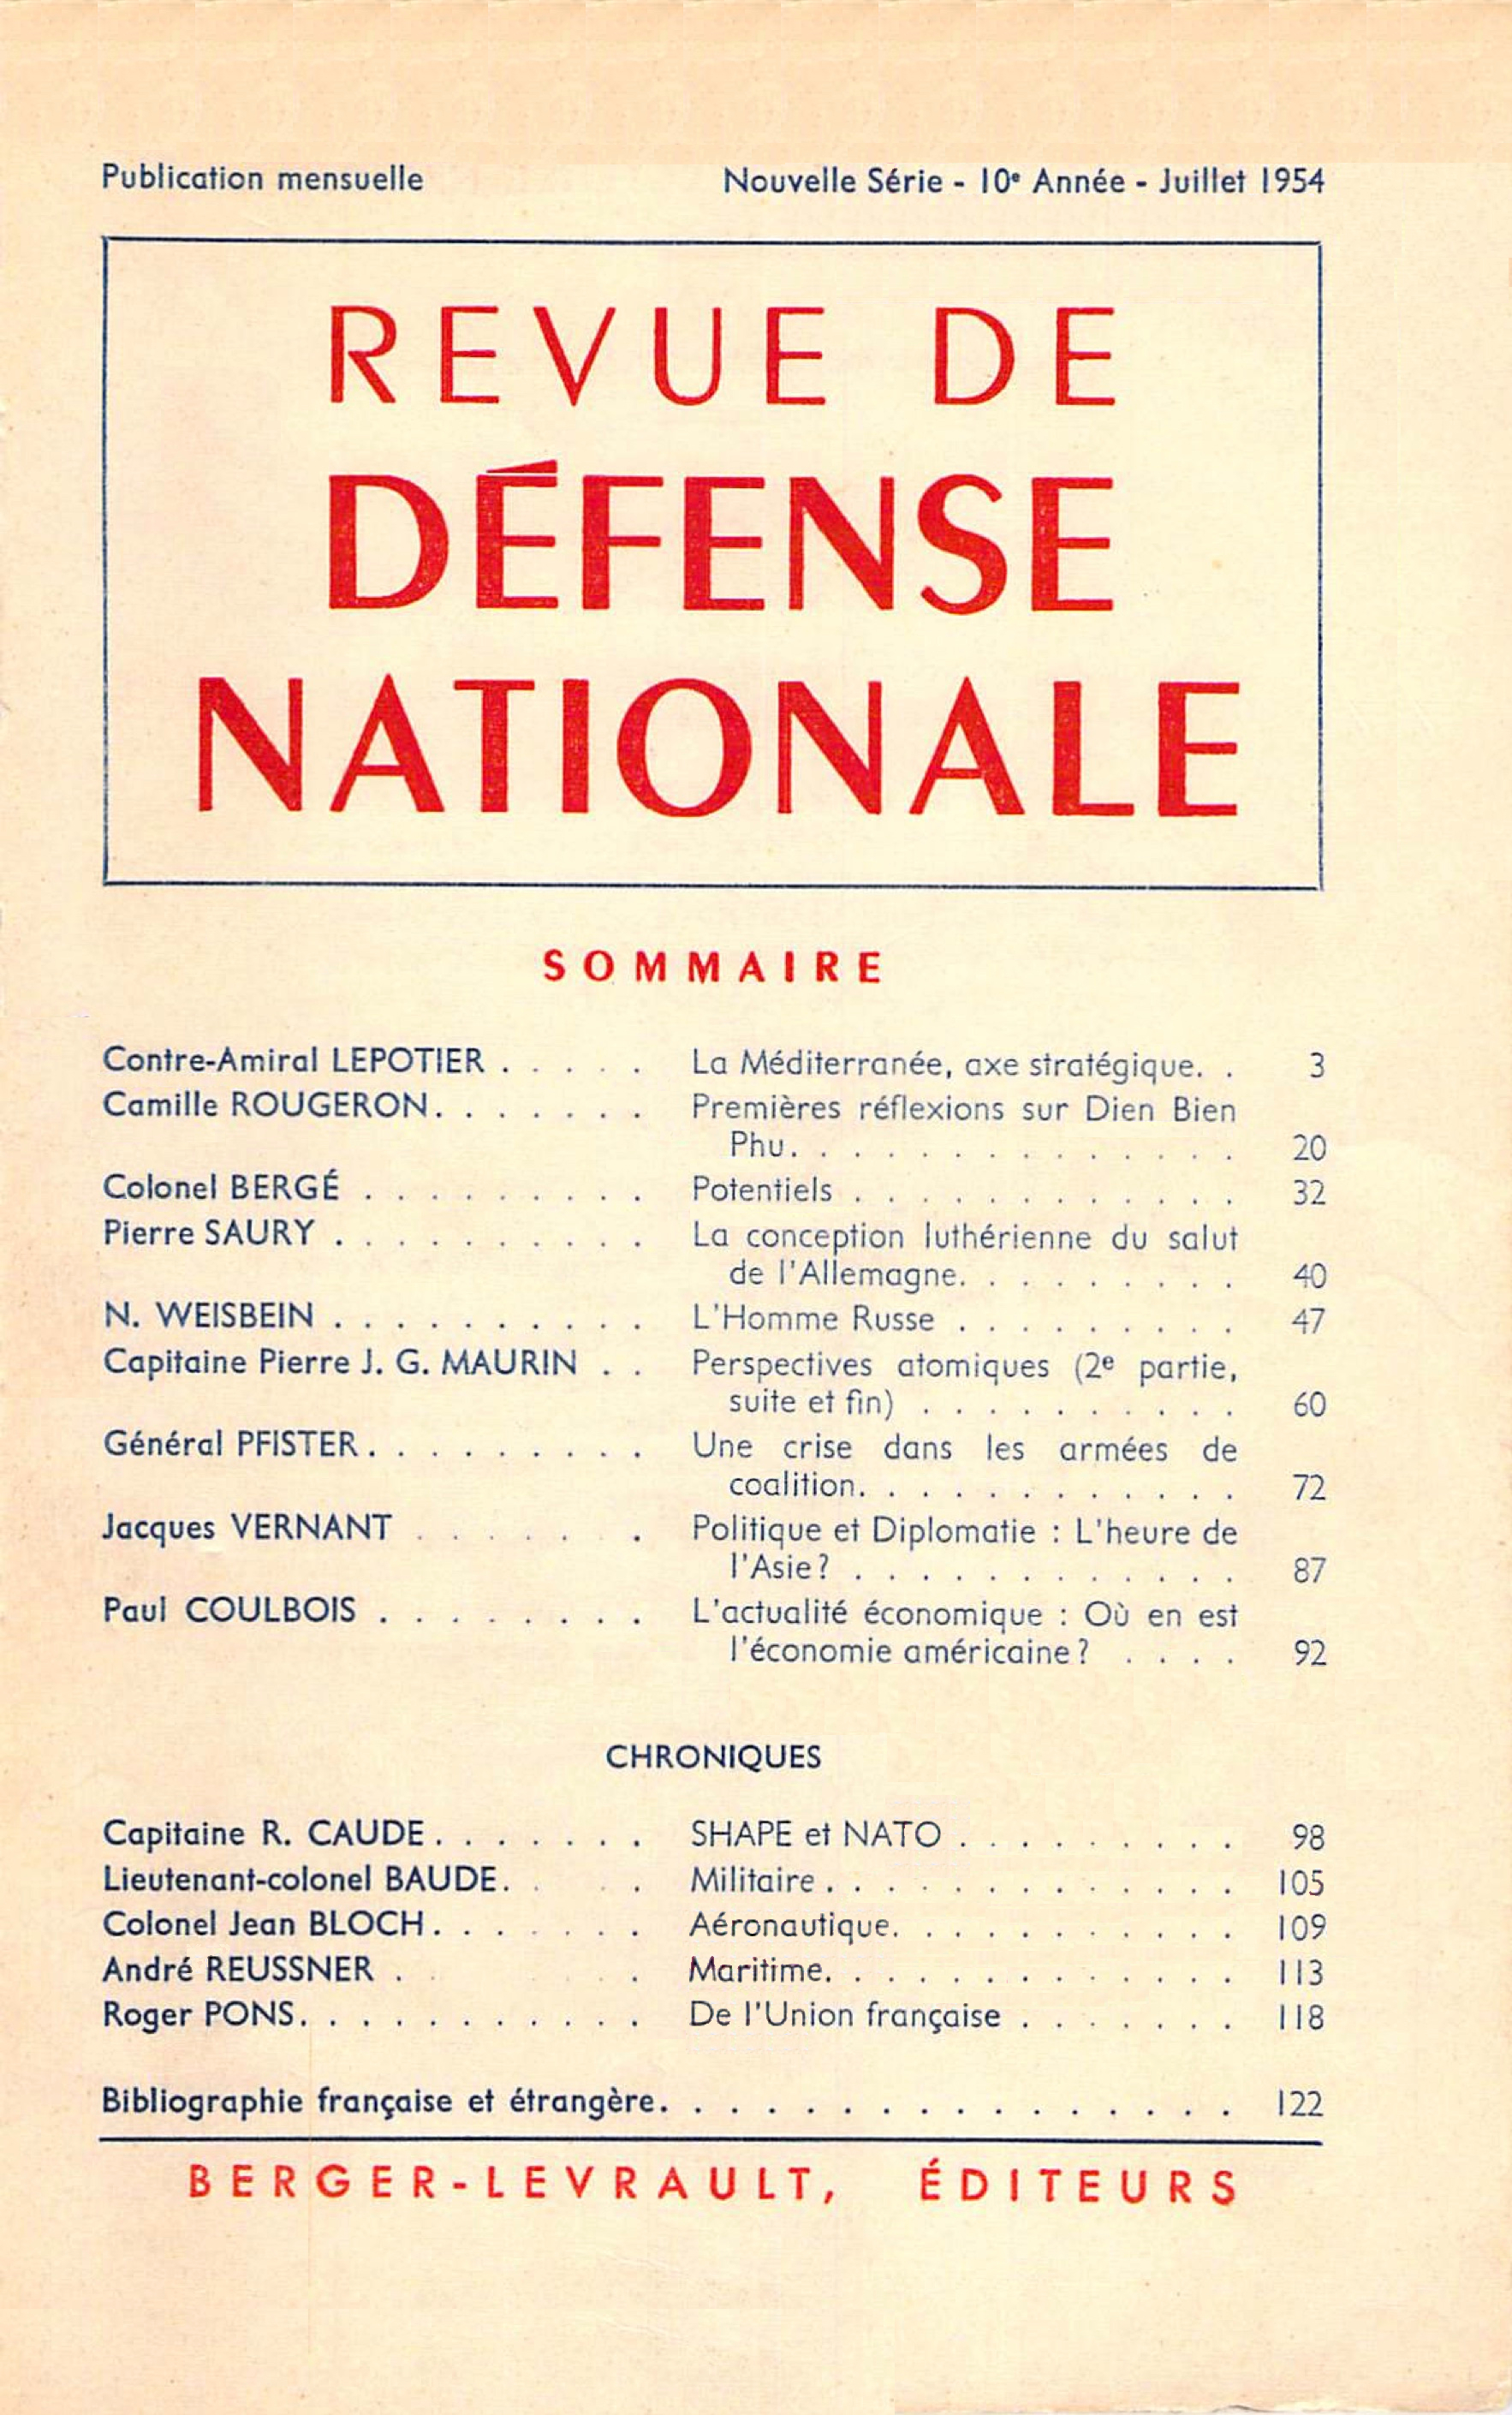 Publication mensuelle Nouvelle Série - 10e Année - Juillet 1954
REVUE DE
DÉFENSE
NATIONALE
SOMMAIRE
Contre-Amiral LEPOTIER . . . . . La Méditerranée, axe stratégique. . 3
Camille ROUGERON. . . . . . . Premières réflexions sur Dien Bien
Phu. . . . . . . . . . . . . . . 20
Colonel BERGÉ . . . . . . . . . Potentiels . . . . . . . . . . . . . 32
Pierre SAURY . . . . . . . . . . La conception luthérienne du salut
de l'Allemagne. . . . . . . . . . 40
N. WEISBEIN . . . . . . . . . . L'Homme Russe . . . . . . . . . 47
Capitaine Pierre J. G. MAURIN . . Perspectives atomiques (2e partie,
suite et fin) . . . . . . . . . . 60
Général PFISTER. . . . . . . . . Une crise dans les armées de
coalition. . . . . . . . . . . . . 72
Jacques VERNANT . . . . . . Politique et Diplomatie : L'heure de
l'Asie? . . . . . . . . . . . . . 87
Paul COULBOIS . . . . . . . . L'actualité économique : Où en est
l'économie américaine? . . . . 92
CHRONIQUES
Capitaine R. CAUDE. . . . . . . SHAPE et NATO . . . . . . . . . 98
Lieutenant-colonel BAUDE. . . . Militaire . . . . . . . . . . . . . . 105
Colonel Jean BLOCH. . . . . . . Aéronautique. . . . . . . . . . . . 109
André REUSSNER . . . . Maritime. . . . . . . . . . . . . . 113
Roger PONS. . . . . . . . . . . De l'Union française . . . . . . . 118
Bibliographie française et étrangère. . . . . . . . . . . . . . . . 122
BERGER-LEVRAULT, ÉDITEURS